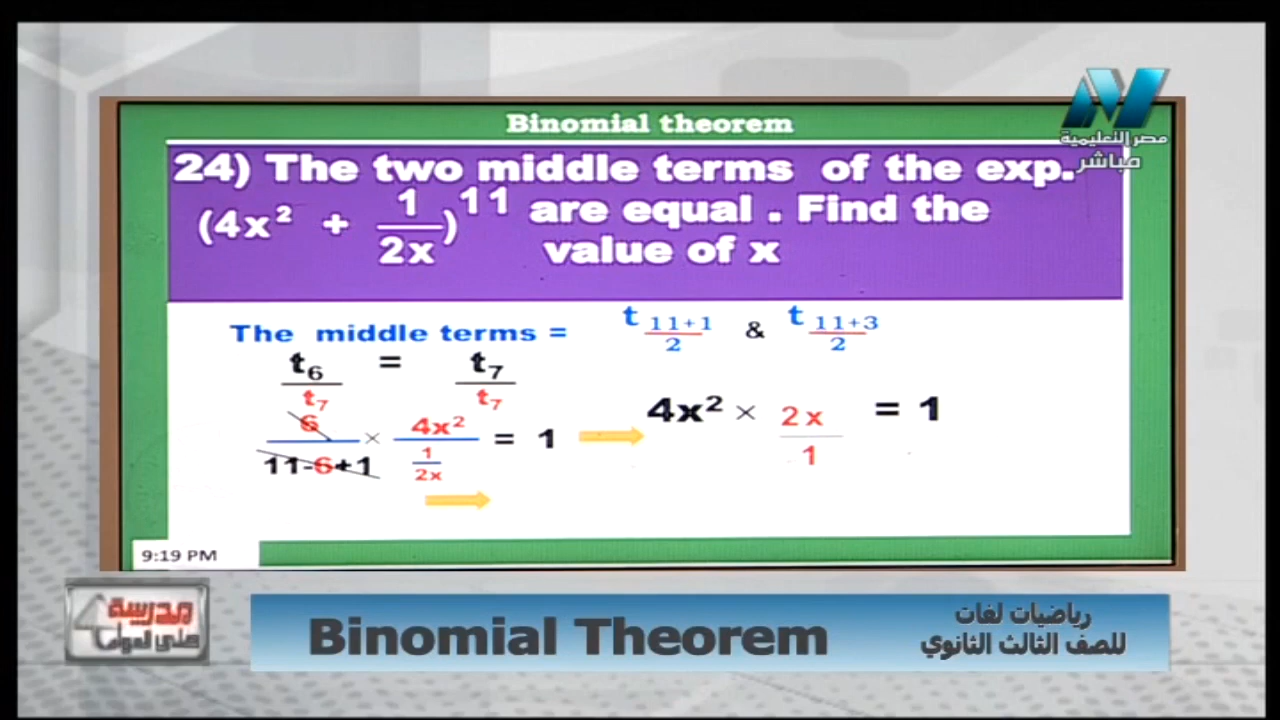 Binomial theorem
مصر التعليمية
مباشر
24) The two middle terms of the exp.
(4x² + 1/2x)¹¹ are equal . Find the
value of x
The middle terms = t 11+1/2 & t 11+3/2
t₆/t₇ = t₇/t₇
6/11-6+1 × 4x²/(1/2x) = 1 4x² × 2x/1 = 1
9:19 PM
مدرسة
على الهواء
Binomial Theorem
رياضيات لغات
للصف الثالث الثانوي